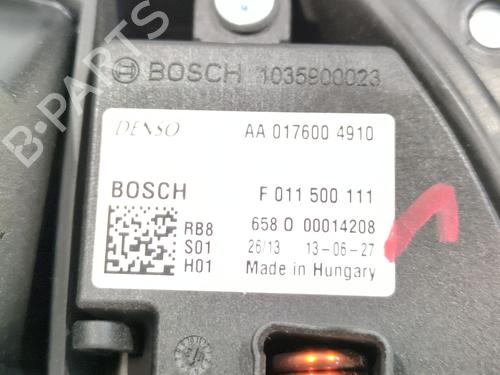 BOSCH 1035900023
DENSO AA 017600 4910
BOSCH F 011 500 111
RB8 658 O 00014208
S01 26/13 13-06-27
H01 Made in Hungary
B-PARTS